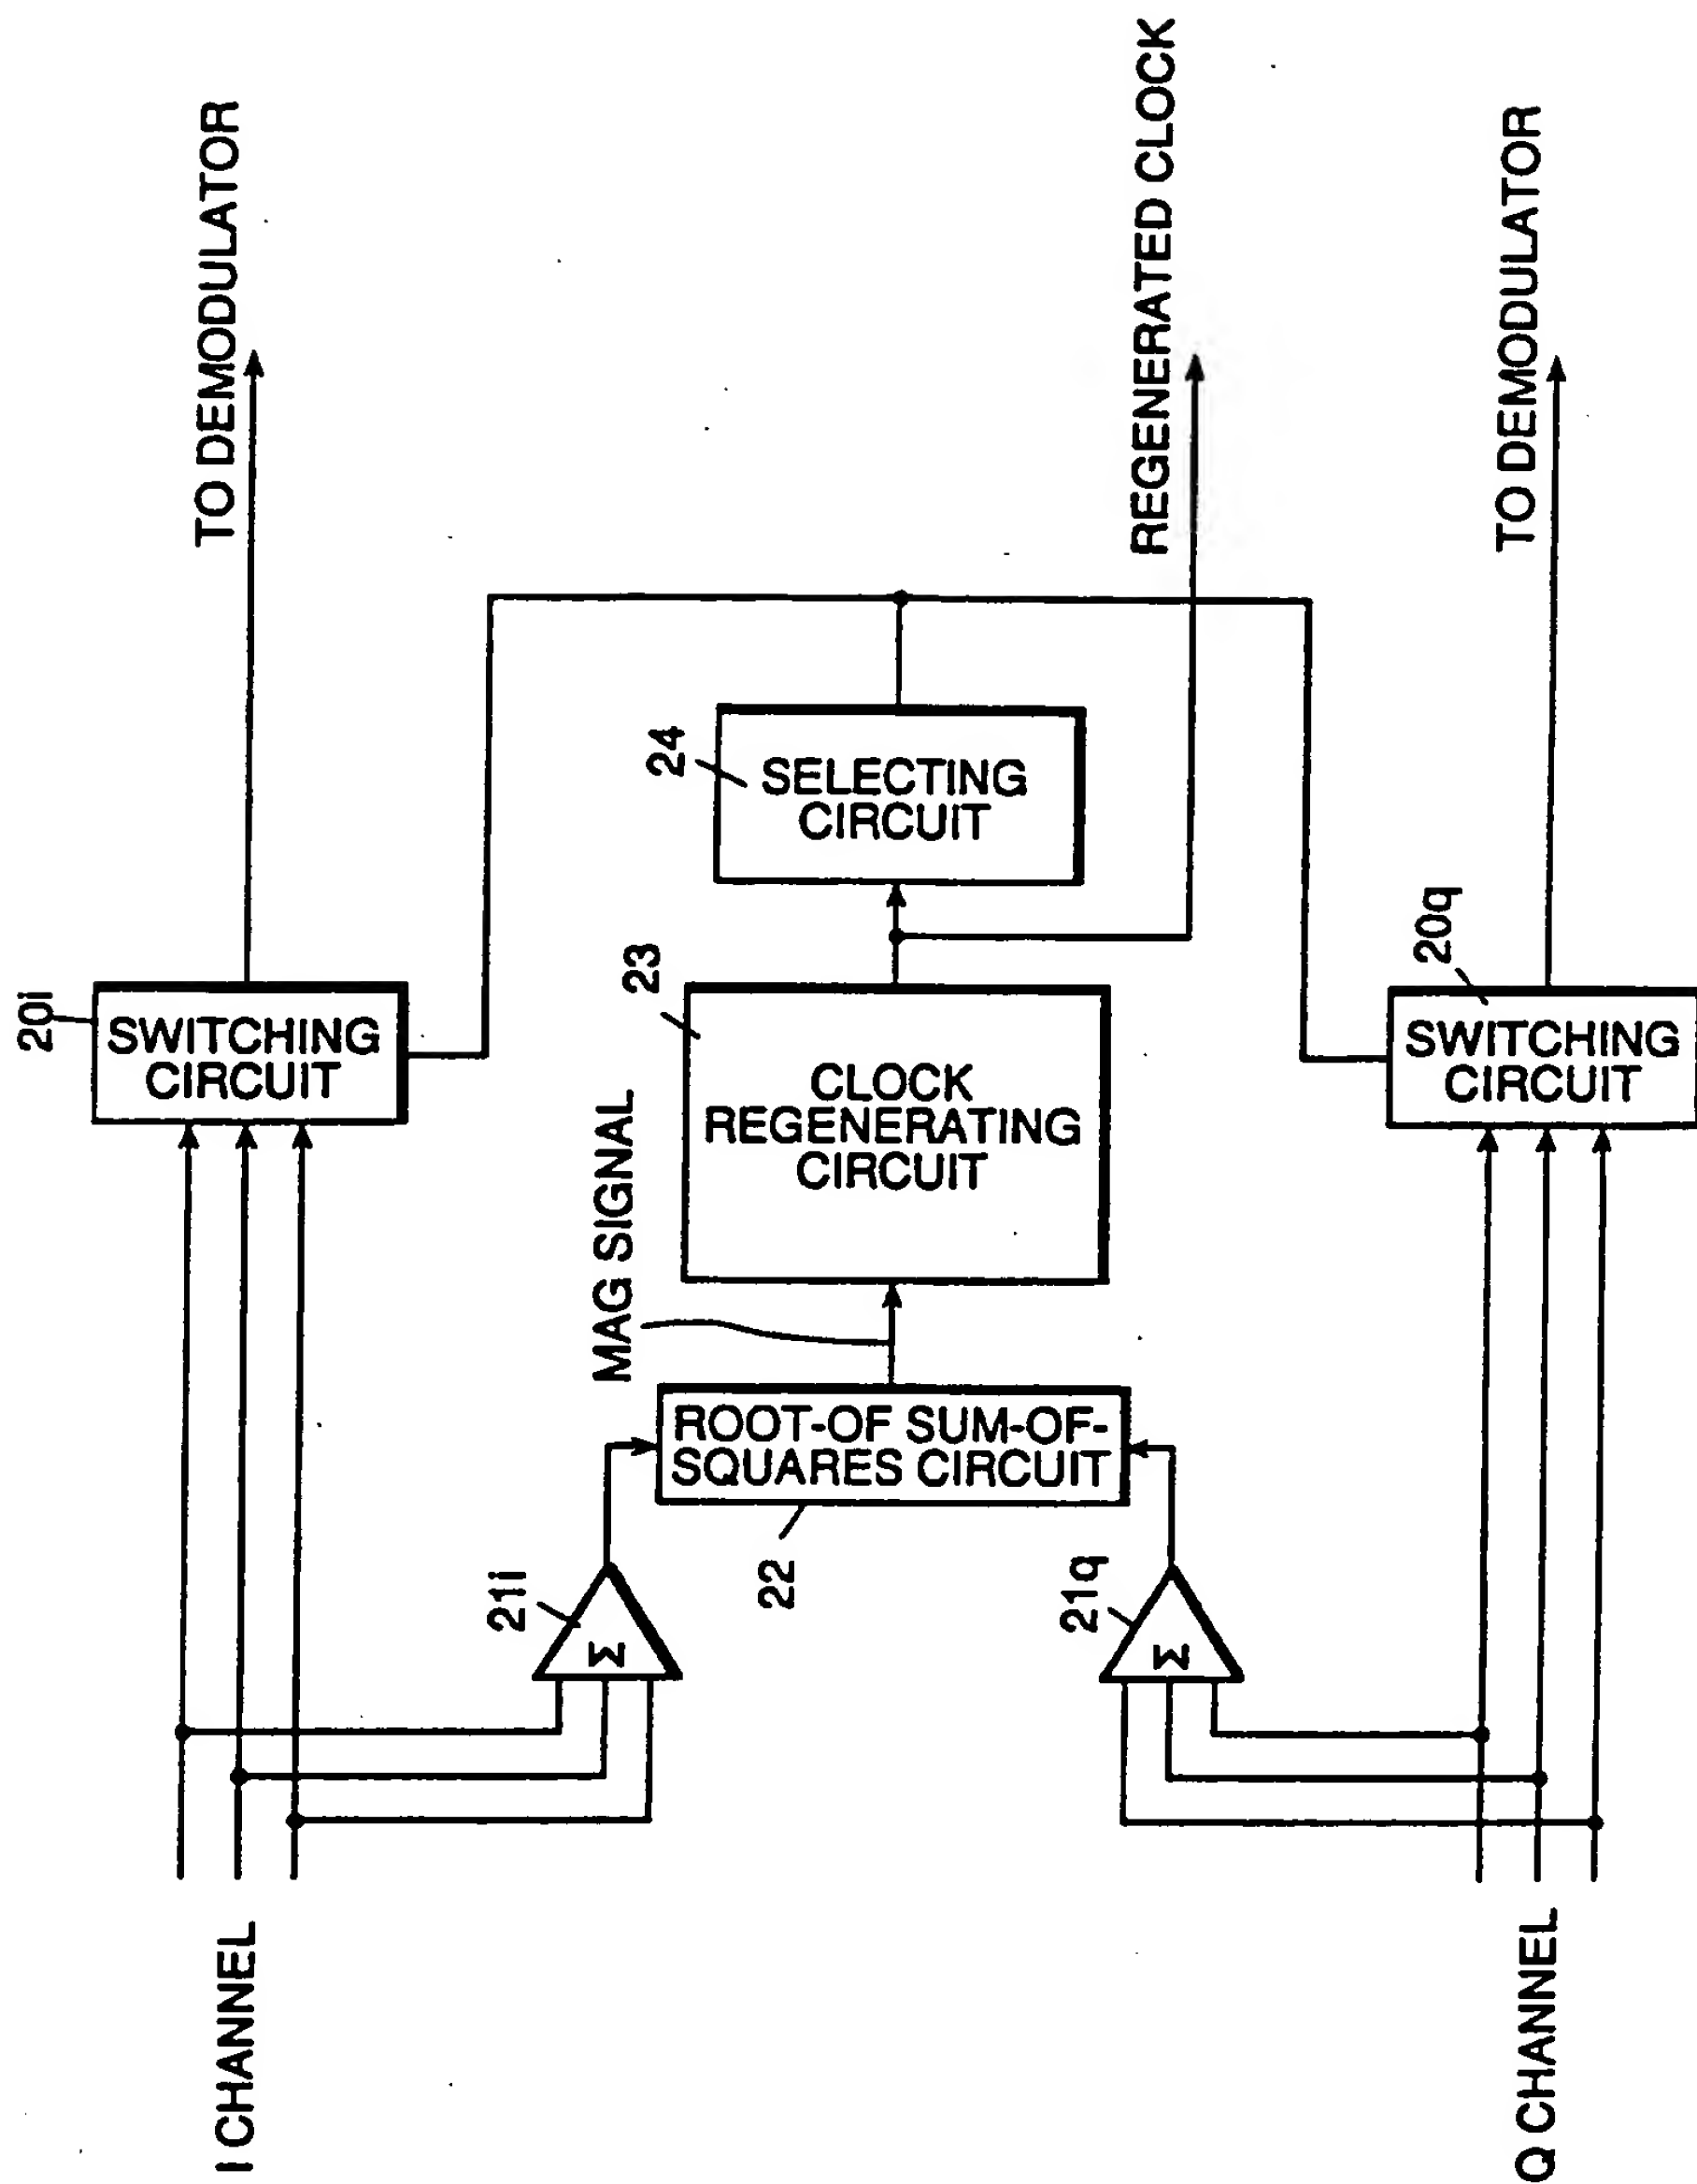 I CHANNEL
20i
SWITCHING
CIRCUIT
TO DEMODULATOR
21i
Σ
MAG SIGNAL
ROOT-OF SUM-OF-
SQUARES CIRCUIT
22
23
CLOCK
REGENERATING
CIRCUIT
24
SELECTING
CIRCUIT
REGENERATED CLOCK
21q
Σ
Q CHANNEL
20q
SWITCHING
CIRCUIT
TO DEMODULATOR